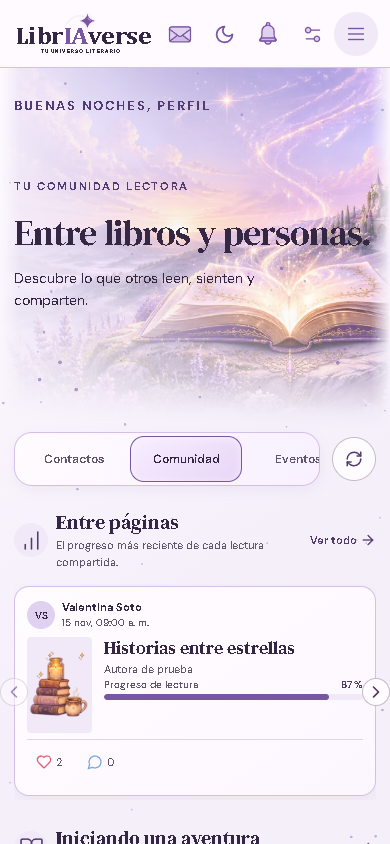 LibrIAverse
TU UNIVERSO LITERARIO
BUENAS NOCHES, PERFIL
TU COMUNIDAD LECTORA
Entre libros y personas.
Descubre lo que otros leen, sienten y
comparten.
Contactos Comunidad Eventos
Entre páginas
El progreso más reciente de cada lectura
compartida.
Ver todo
VS
Valentina Soto
15 nov, 09:00 a. m.
Historias entre estrellas
Autora de prueba
Progreso de lectura 87%
2 0
Iniciando una aventura